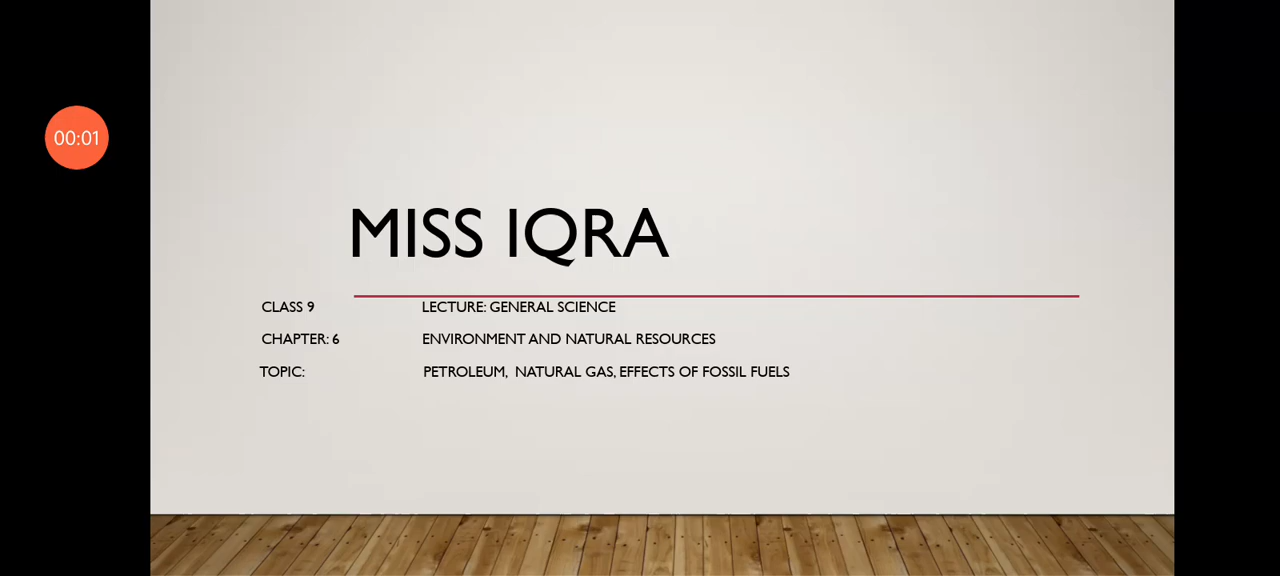 00:01
MISS IQRA
CLASS 9 LECTURE: GENERAL SCIENCE
CHAPTER: 6 ENVIRONMENT AND NATURAL RESOURCES
TOPIC: PETROLEUM, NATURAL GAS, EFFECTS OF FOSSIL FUELS